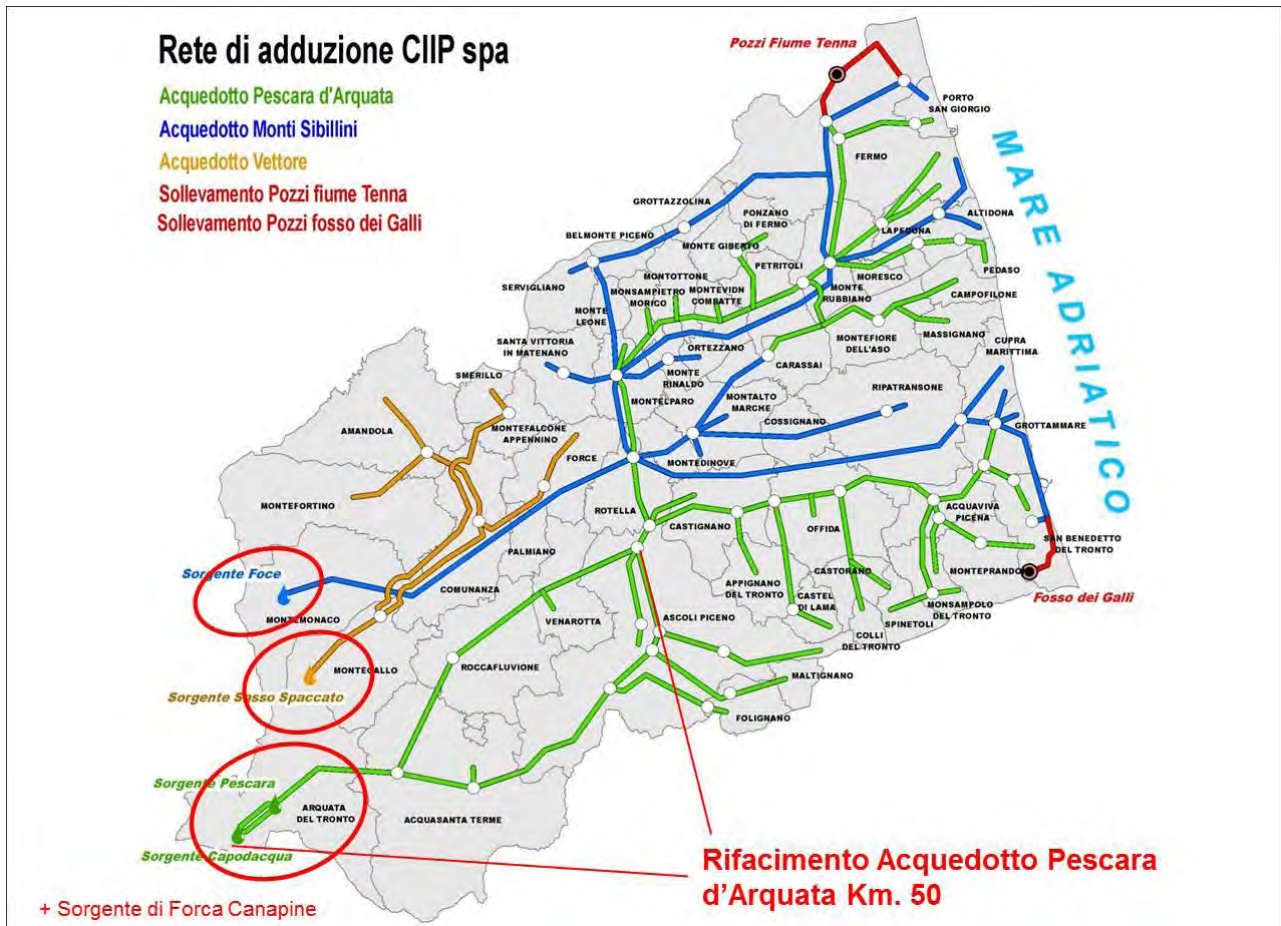 Rete di adduzione CIIP spa
Acquedotto Pescara d'Arquata
Acquedotto Monti Sibillini
Acquedotto Vettore
Sollevamento Pozzi fiume Tenna
Sollevamento Pozzi fosso dei Galli
Pozzi Fiume Tenna
PORTO
SAN GIORGIO
FERMO
MARE ADRIATICO
GROTTAZZOLINA
PONZANO
DI FERMO
ALTIDONA
LAPEDONA
BELMONTE PICENO
MONTE GIBERTO
PETRITOLI
MORESCO
PEDASO
SERVIGLIANO
MONTOTTONE
MONSAMPIETRO
MORICO
MONTEVIDN
COMBATTE
MONTE
RUBBIANO
CAMPOFILONE
MONTE
LEONE
MASSIGNANO
MONTEFIORE
DELL'ASO
CUPRA
MARITTIMA
SANTA VITTORIA
IN MATENANO
ORTEZZANO
CARASSAI
SMERILLO
MONTE
RINALDO
RIPATRANSONE
MONTELPARO
MONTALTO
MARCHE
COSSIGNANO
AMANDOLA
MONTEFALCONE
APPENNINO
GROTTAMMARE
FORCE
MONTEDINOVE
MONTEFORTINO
ROTELLA
CASTIGNANO
OFFIDA
ACQUAVIVA
PICENA
SAN BENEDETTO
DEL TRONTO
PALMIANO
MONTEPRANDO
Sorgente Foce
COMUNANZA
APPIGNANO
DEL TRONTO
CASTORANO
CASTEL
DI LAMA
Fosso dei Galli
MONTEMONACO
VENAROTTA
ASCOLI PICENO
SPINETOLI
MONSAMPOLO
DEL TRONTO
COLLI
DEL TRONTO
MONTEGALLO
ROCCAFLUVIONE
MALTIGNANO
Sorgente Sasso Spaccato
FOLIGNANO
Sorgente Pescara
ARQUATA
DEL TRONTO
ACQUASANTA TERME
Sorgente Capodacqua
Rifacimento Acquedotto Pescara
d'Arquata Km. 50
+ Sorgente di Forca Canapine